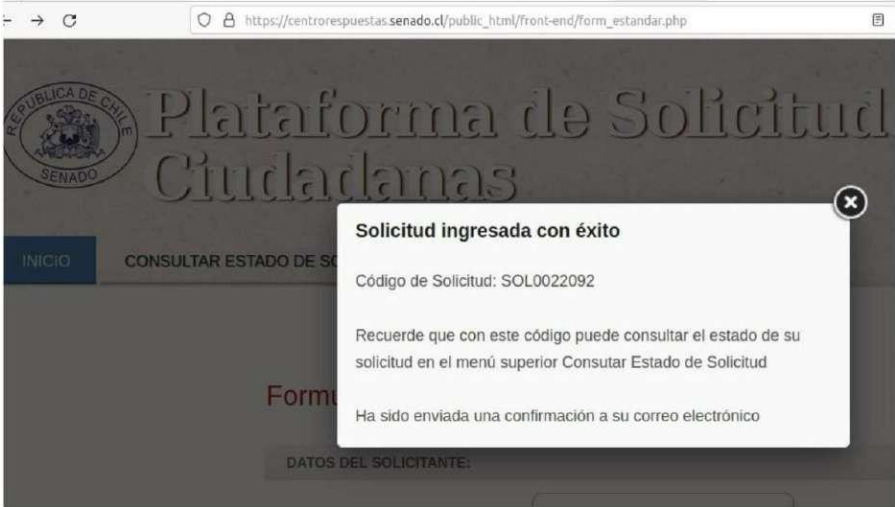 https://centrorespuestas.senado.cl/public_html/front-end/form_estandar.php
REPUBLICA DE CHILE
SENADO
Plataforma de Solicitud
Ciudadanas
INICIO
CONSULTAR ESTADO DE
Solicitud ingresada con éxito
Código de Solicitud: SOL0022092
Recuerde que con este código puede consultar el estado de su
solicitud en el menú superior Consutar Estado de Solicitud
Ha sido enviada una confirmación a su correo electrónico
DATOS DEL SOLICITANTE: